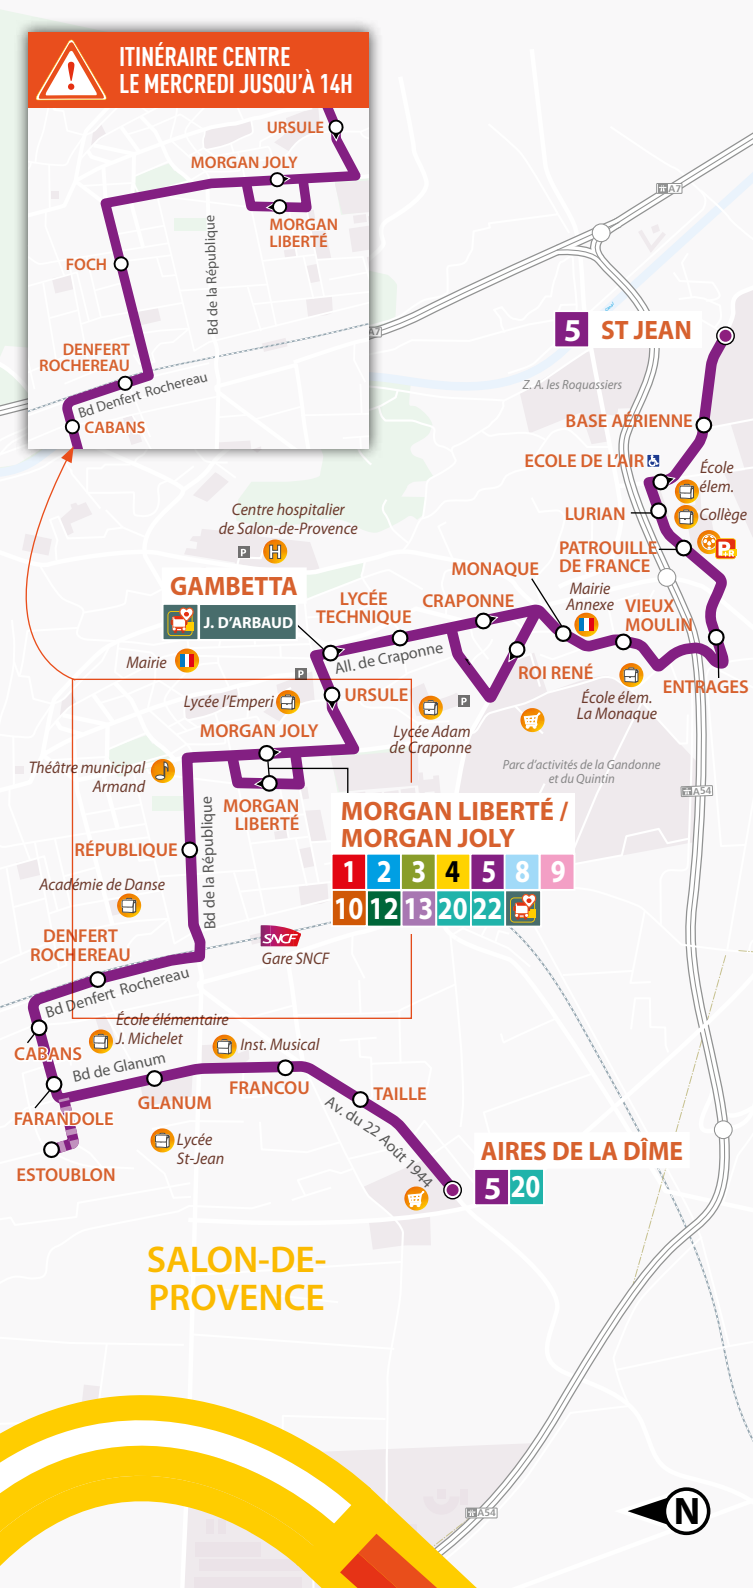 ITINÉRAIRE CENTRE
LE MERCREDI JUSQU'À 14H
URSULE
MORGAN JOLY
MORGAN
LIBERTÉ
Bd de la République
FOCH
DENFERT
ROCHEREAU
Bd Denfert Rochereau
CABANS
A7
A7
5 ST JEAN
Z. A. les Roquassiers
BASE AÉRIENNE
ECOLE DE L'AIR
École
élem.
LURIAN
Collège
PATROUILLE
DE FRANCE
P+R
Centre hospitalier
de Salon-de-Provence
P
H
MONAQUE
GAMBETTA
J. D'ARBAUD
LYCÉE
TECHNIQUE
CRAPONNE
Mairie
Annexe
VIEUX
MOULIN
Mairie
All. de Craponne
P
ROI RENÉ
ENTRAGES
Lycée l'Emperi
URSULE
P
École élem.
La Monaque
MORGAN JOLY
Lycée Adam
de Craponne
Théâtre municipal
Armand
Parc d'activités de la Gandonne
et du Quintin
A54
MORGAN
LIBERTÉ
MORGAN LIBERTÉ /
MORGAN JOLY
1 2 3 4 5 8 9
10 12 13 20 22
RÉPUBLIQUE
Bd de la République
Académie de Danse
DENFERT
ROCHEREAU
SNCF
Gare SNCF
Bd Denfert Rochereau
École élémentaire
J. Michelet
CABANS
Inst. Musical
Bd de Glanum
FRANCOU
TAILLE
GLANUM
FARANDOLE
Av. du 22 Août 1944
Lycée
St-Jean
ESTOUBLON
AIRES DE LA DÎME
5 20
SALON-DE-
PROVENCE
A54
N